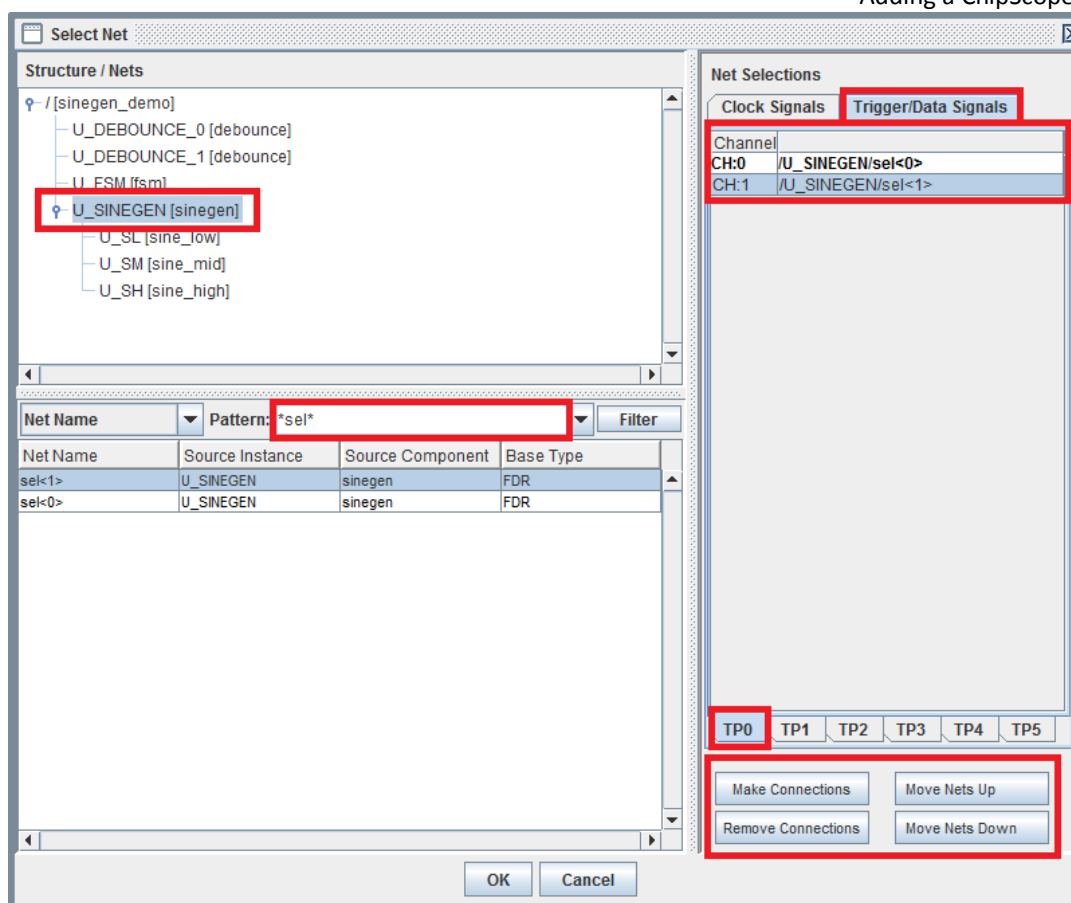 Adding a ChipScope
Select Net
Structure / Nets
/ [sinegen_demo]
U_DEBOUNCE_0 [debounce]
U_DEBOUNCE_1 [debounce]
U_FSM [fsm]
U_SINEGEN [sinegen]
U_SL [sine_low]
U_SM [sine_mid]
U_SH [sine_high]
Net Name Pattern: *sel* Filter
Net Name Source Instance Source Component Base Type
sel<1> U_SINEGEN sinegen FDR
sel<0> U_SINEGEN sinegen FDR
Net Selections
Clock Signals Trigger/Data Signals
Channel
CH:0 /U_SINEGEN/sel<0>
CH:1 /U_SINEGEN/sel<1>
TP0 TP1 TP2 TP3 TP4 TP5
Make Connections Move Nets Up
Remove Connections Move Nets Down
OK Cancel